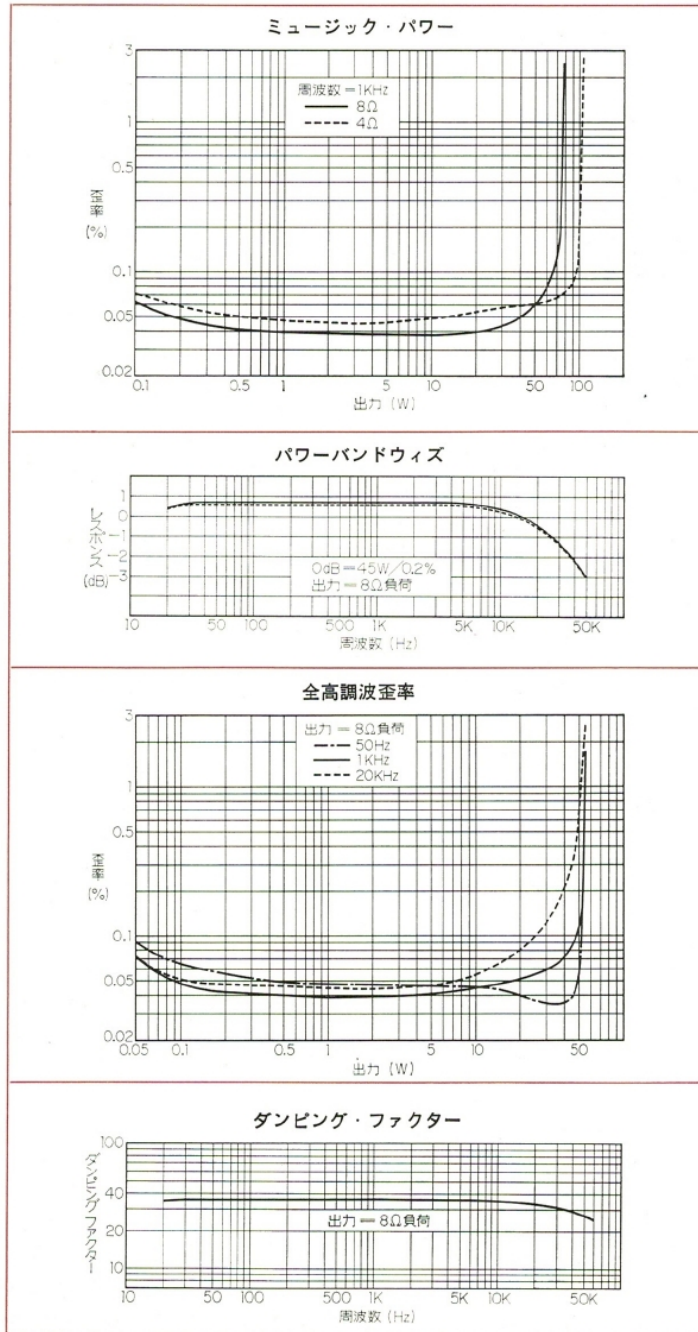 ミュージック・パワー
3
周波数=1KHz
8Ω
4Ω
1
0.5
歪率
(%)
0.1
0.05
0.02
0.1 0.5 1 5 10 50 100
出力(W)
パワーバンドウィズ
レスポンス
(dB)
1
0
-1
-2
-3
0dB=45W/0.2%
出力=8Ω負荷
10 50 100 500 1K 5K 10K 50K
周波数(Hz)
全高調波歪率
3
出力=8Ω負荷
50Hz
1KHz
20KHz
1
0.5
歪率
(%)
0.1
0.05
0.02
0.05 0.1 0.5 1 5 10 50
出力(W)
ダンピング・ファクター
ダンピングファクター
100
40
20
10
出力=8Ω負荷
10 50 100 500 1K 5K 10K 50K
周波数(Hz)